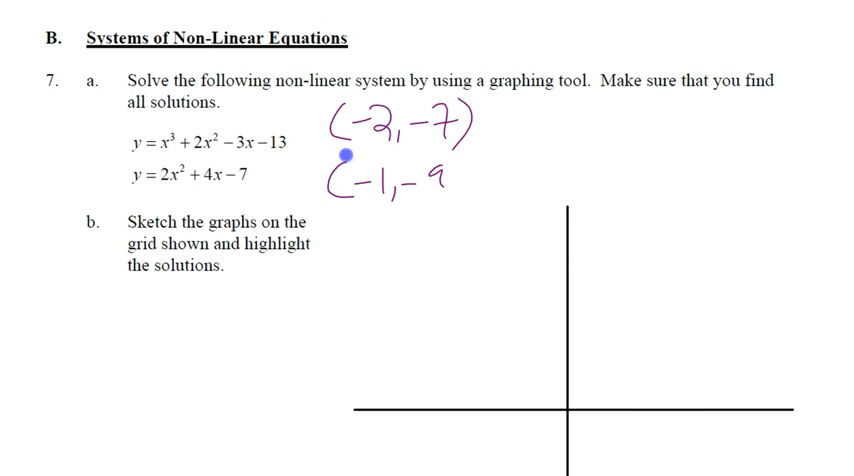 B. Systems of Non-Linear Equations
7. a. Solve the following non-linear system by using a graphing tool. Make sure that you find
all solutions.
(-2, -7)
y = x³ + 2x² − 3x − 13
y = 2x² + 4x − 7
(-1, -9
b. Sketch the graphs on the
grid shown and highlight
the solutions.